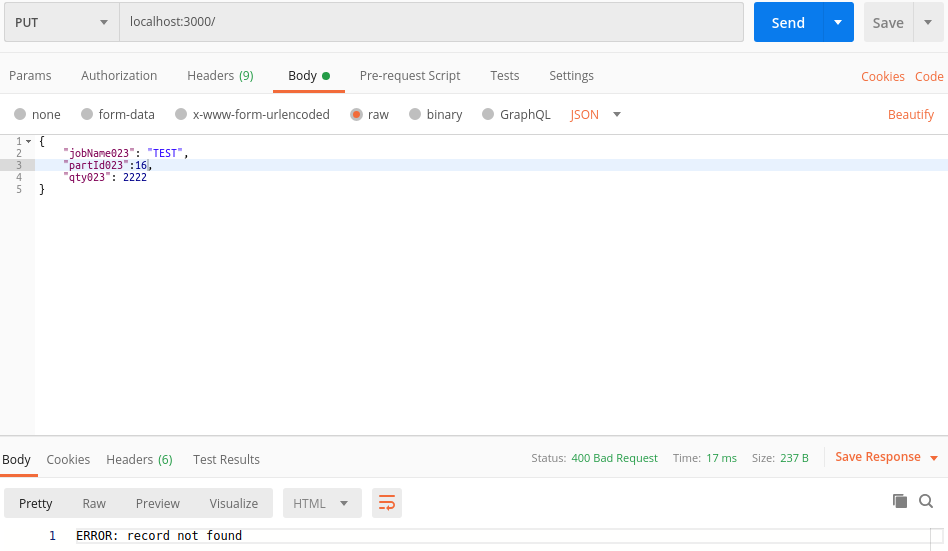 PUT localhost:3000/ Send Save
Params Authorization Headers (9) Body Pre-request Script Tests Settings Cookies Code
none form-data x-www-form-urlencoded raw binary GraphQL JSON Beautify
1 {
2 "jobName023": "TEST",
3 "partId023":16,
4 "qty023": 2222
5 }
Body Cookies Headers (6) Test Results Status: 400 Bad Request Time: 17 ms Size: 237 B Save Response
Pretty Raw Preview Visualize HTML
1 ERROR: record not found